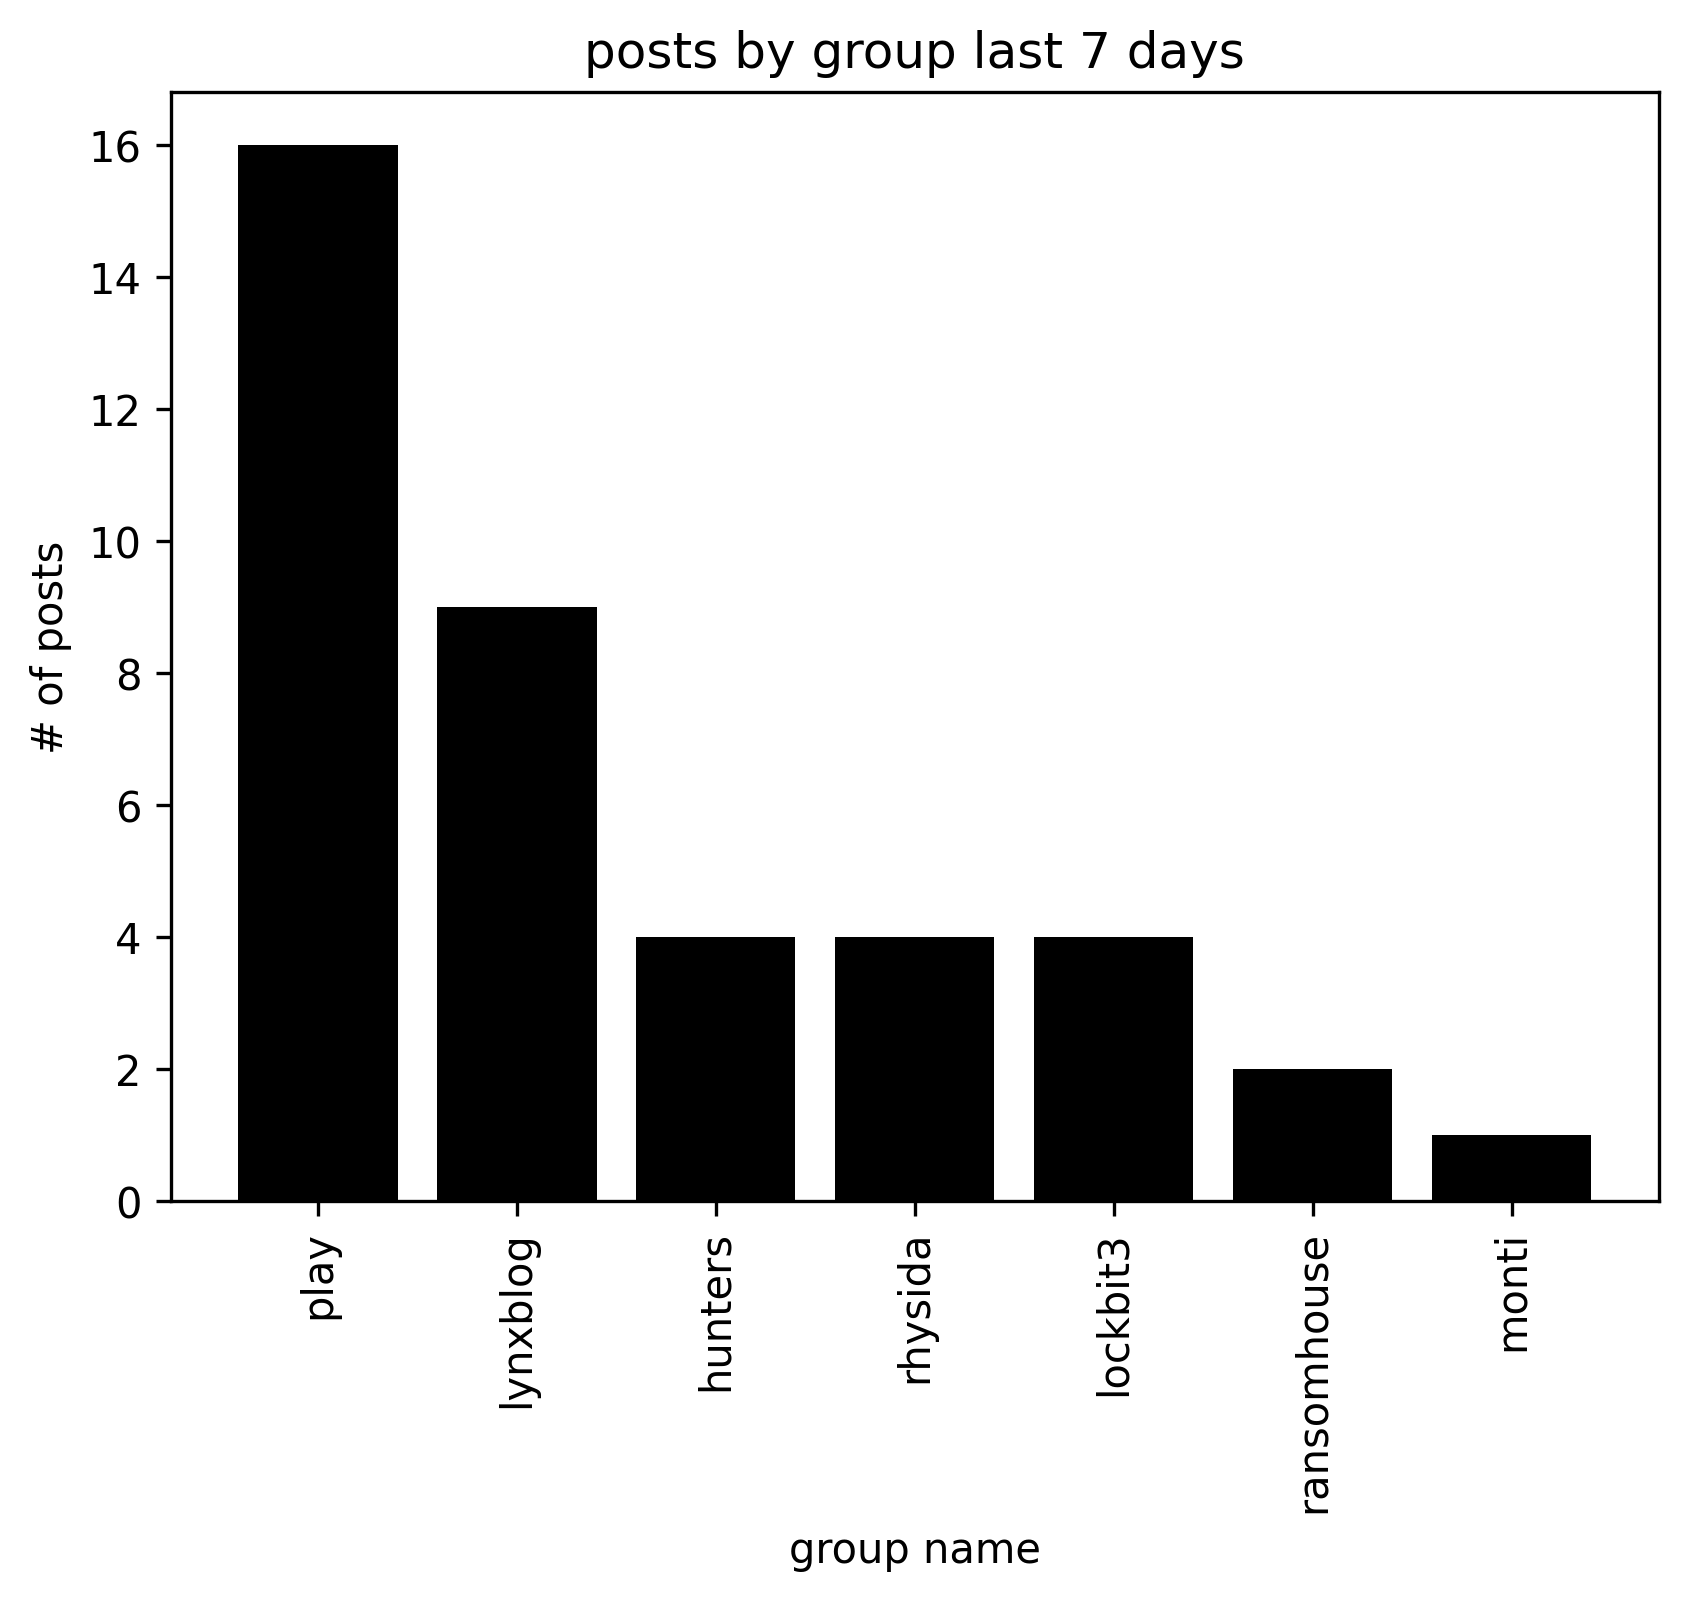 posts by group last 7 days
# of posts
16
14
12
10
8
6
4
2
0
play
lynxblog
hunters
rhysida
lockbit3
ransomhouse
monti
group name